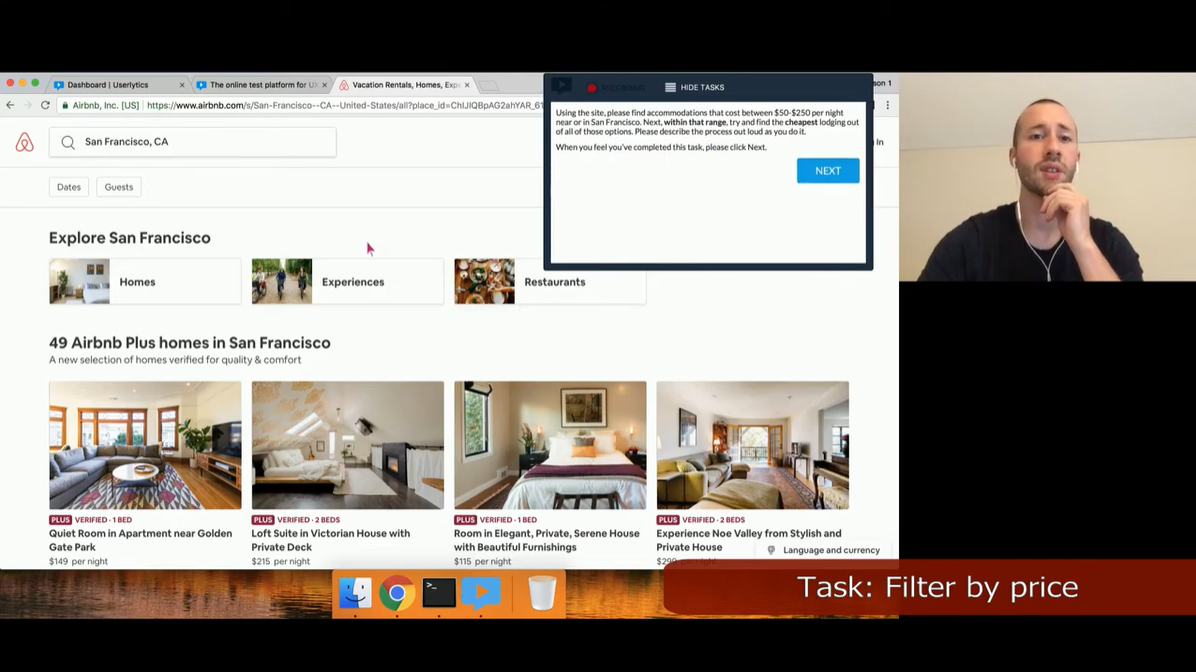 Dashboard | Userlytics
The online test platform for UX
Vacation Rentals, Homes, Exp
Airbnb, Inc. [US]
https://www.airbnb.com/s/San-Francisco--CA--United-States/all?place_id=ChIJIQBpAG2ahYAR_61
RECORDING
HIDE TASKS
son 1
Using the site, please find accommodations that cost between $50-$250 per night
near or in San Francisco. Next, within that range, try and find the cheapest lodging out
of all of those options. Please describe the process out loud as you do it.
When you feel you've completed this task, please click Next.
NEXT
San Francisco, CA
In
Dates
Guests
Explore San Francisco
Homes
Experiences
Restaurants
49 Airbnb Plus homes in San Francisco
A new selection of homes verified for quality & comfort
PLUS VERIFIED · 1 BED
Quiet Room in Apartment near Golden
Gate Park
$149 per night
PLUS VERIFIED · 2 BEDS
Loft Suite in Victorian House with
Private Deck
$215 per night
PLUS VERIFIED · 1 BED
Room in Elegant, Private, Serene House
with Beautiful Furnishings
$115 per night
PLUS VERIFIED · 2 BEDS
Experience Noe Valley from Stylish and
Private House
per night
Language and currency
Task: Filter by price